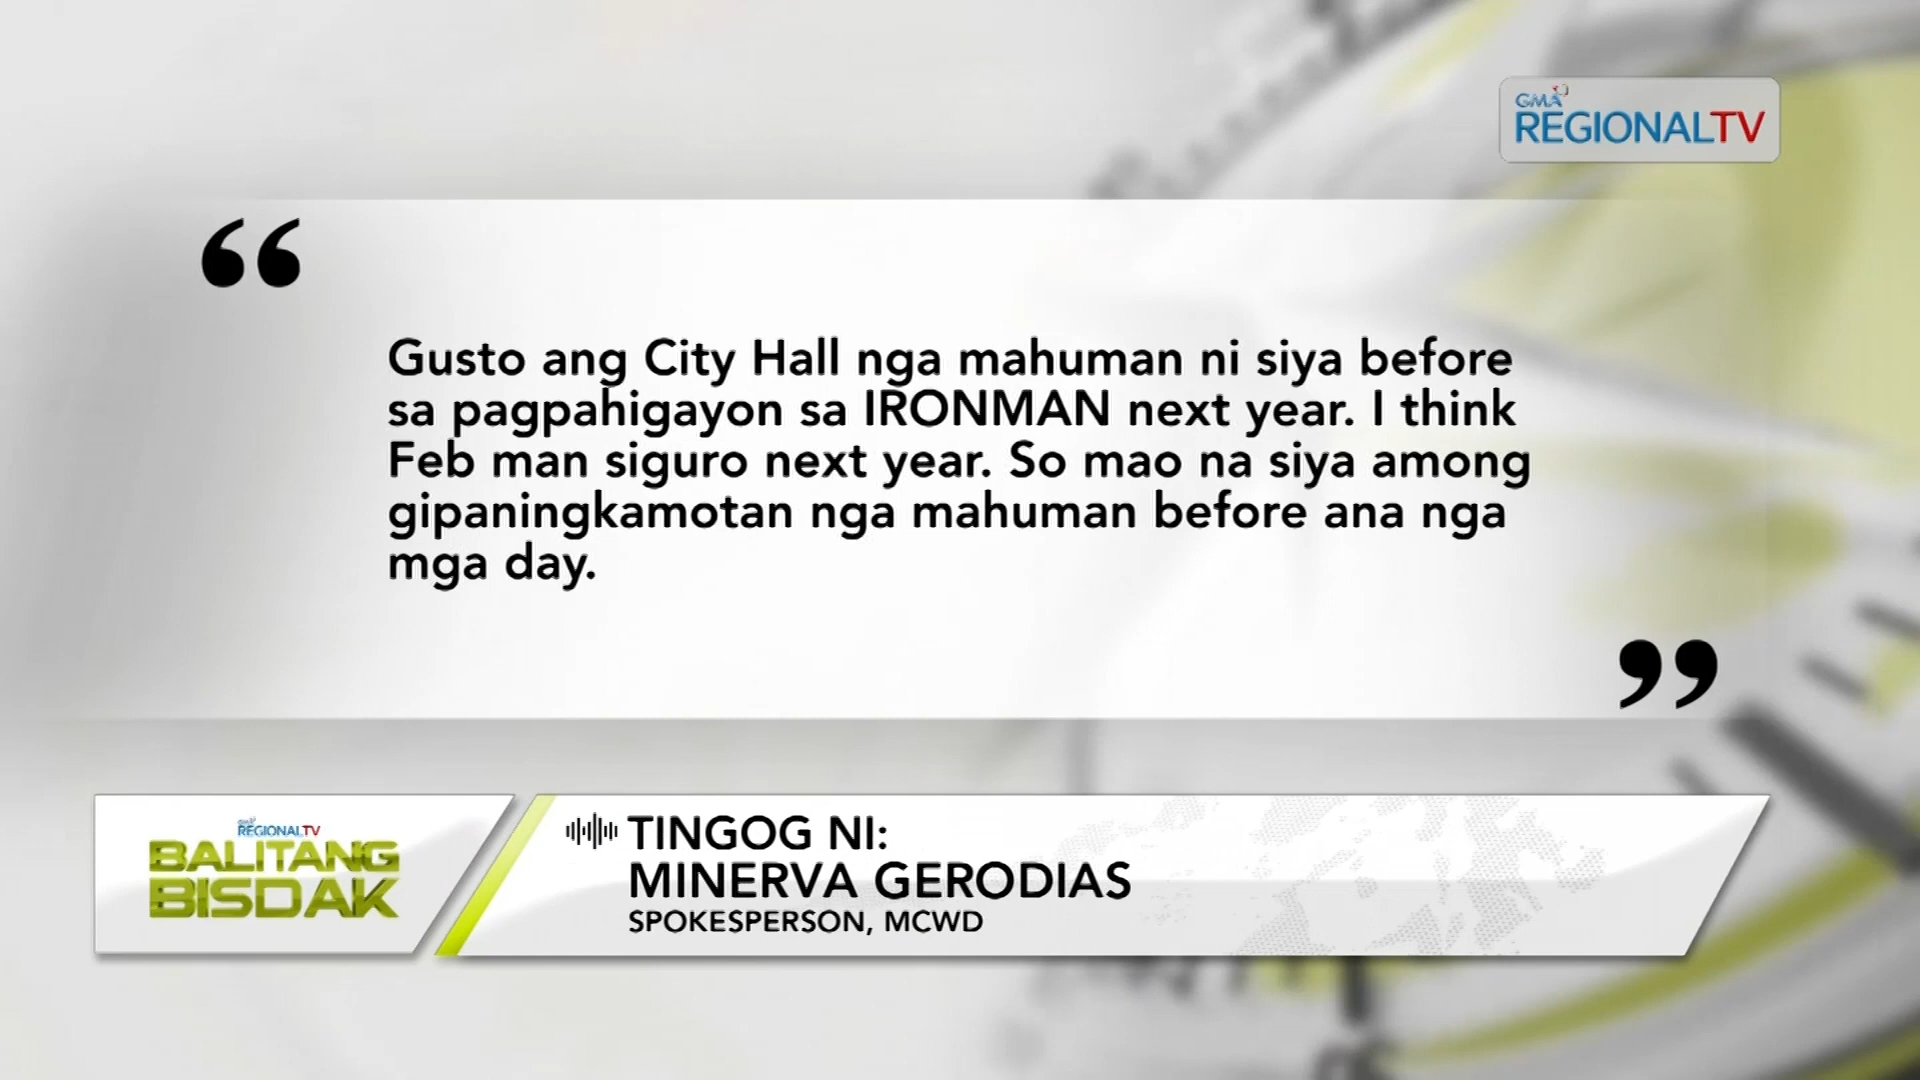 GMA
REGIONALTV
“
Gusto ang City Hall nga mahuman ni siya before
sa pagpahigayon sa IRONMAN next year. I think
Feb man siguro next year. So mao na siya among
gipaningkamotan nga mahuman before ana nga
mga day.
”
GMA
REGIONALTV
BALITANG
BISDAK
TINGOG NI:
MINERVA GERODIAS
SPOKESPERSON, MCWD